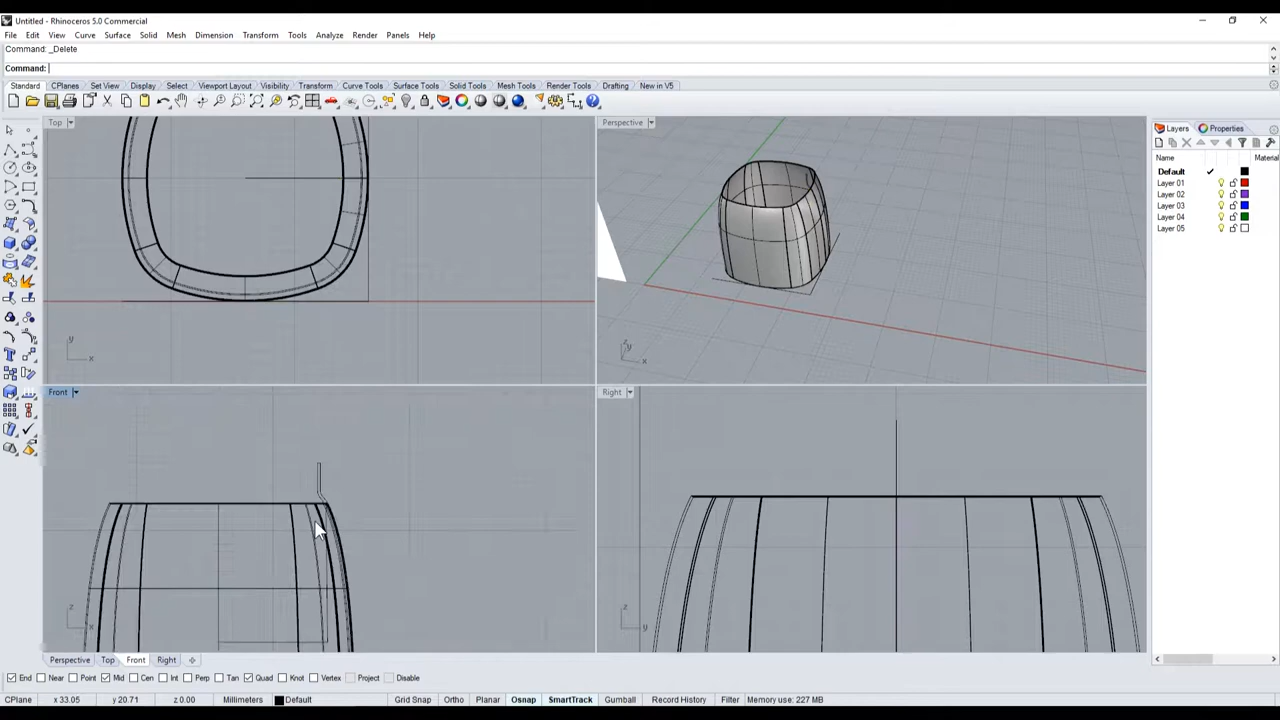 Untitled - Rhinoceros 5.0 Commercial
File Edit View Curve Surface Solid Mesh Dimension Transform Tools Analyze Render Panels Help
Command: _Delete
Command:
Standard CPlanes Set View Display Select Viewport Layout Visibility Transform Curve Tools Surface Tools Solid Tools Mesh Tools Render Tools Drafting New in V5
Top
Perspective
Layers Properties
Name Material
Default
Layer 01
Layer 02
Layer 03
Layer 04
Layer 05
y
x
z
y
x
Front
Right
z
x
z
y
Perspective Top Front Right
End Near Point Mid Cen Int Perp Tan Quad Knot Vertex Project Disable
CPlane x 33.05 y 20.71 z 0.00 Millimeters Default Grid Snap Ortho Planar Osnap SmartTrack Gumball Record History Filter Memory use: 227 MB